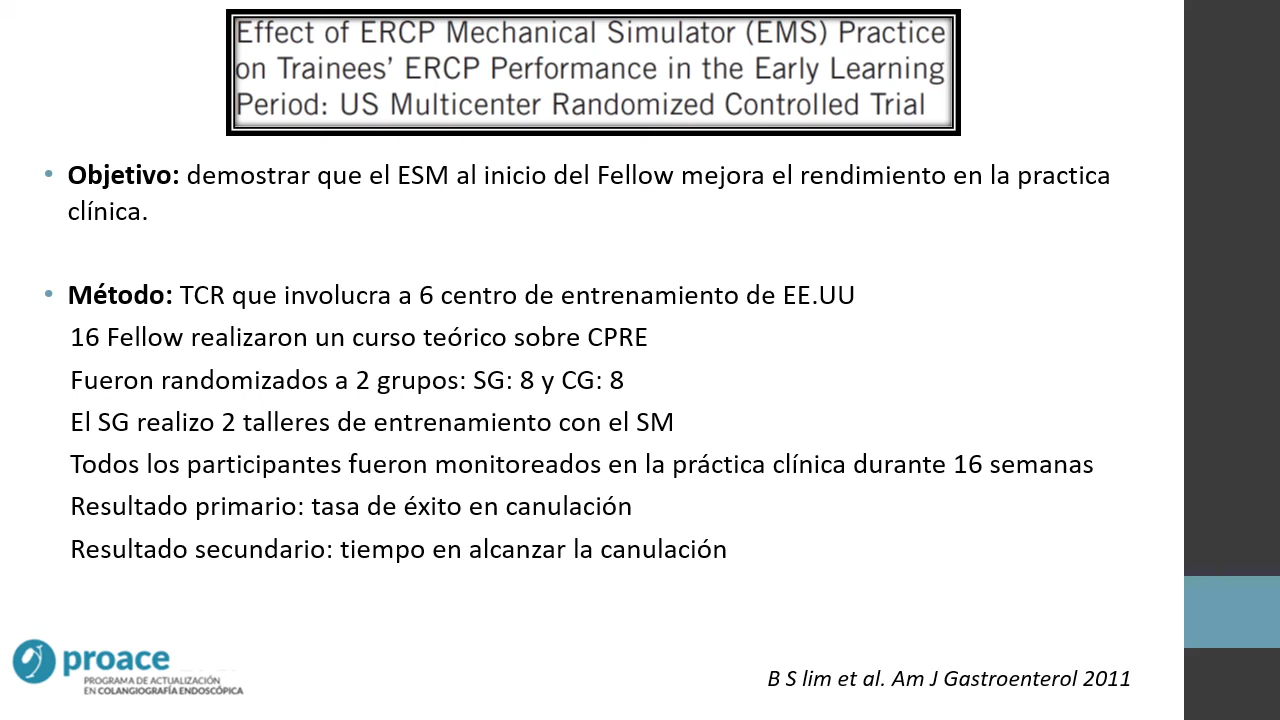 Effect of ERCP Mechanical Simulator (EMS) Practice
on Trainees’ ERCP Performance in the Early Learning
Period: US Multicenter Randomized Controlled Trial
• Objetivo: demostrar que el ESM al inicio del Fellow mejora el rendimiento en la practica
clínica.
• Método: TCR que involucra a 6 centro de entrenamiento de EE.UU
16 Fellow realizaron un curso teórico sobre CPRE
Fueron randomizados a 2 grupos: SG: 8 y CG: 8
El SG realizo 2 talleres de entrenamiento con el SM
Todos los participantes fueron monitoreados en la práctica clínica durante 16 semanas
Resultado primario: tasa de éxito en canulación
Resultado secundario: tiempo en alcanzar la canulación
proace
PROGRAMA DE ACTUALIZACIÓN
EN COLANGIOGRAFÍA ENDOSCÓPICA
B S lim et al. Am J Gastroenterol 2011